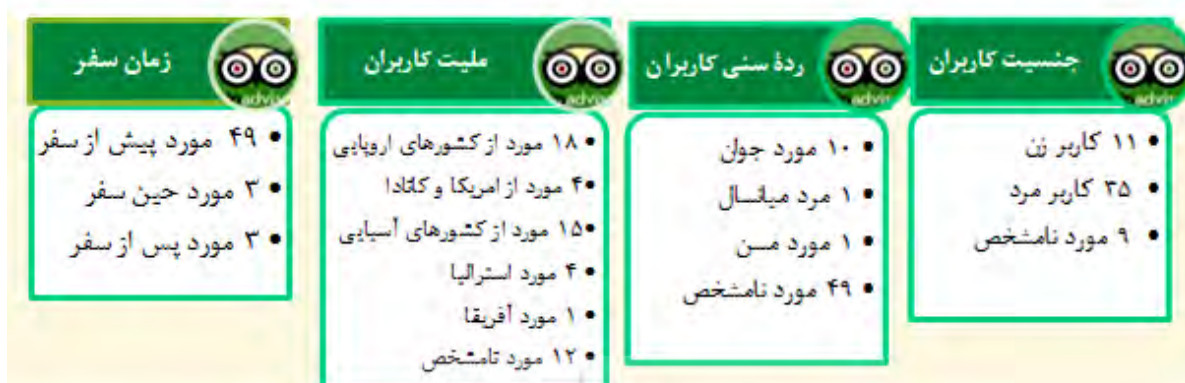 جنسیت کاربران
• ۱۱ کاربر زن
• ۳۵ کاربر مرد
• ۹ مورد نامشخص
ردهٔ سنی کاربران
• ۱۰ مورد جوان
• ۱ مرد میانسال
• ۱ مورد مسن
• ۴۹ مورد نامشخص
ملیت کاربران
• ۱۸ مورد از کشورهای اروپایی
• ۴ مورد از امریکا و کانادا
• ۱۵ مورد از کشورهای آسیایی
• ۴ مورد استرالیا
• ۱ مورد آفریقا
• ۱۲ مورد نامشخص
زمان سفر
• ۴۹ مورد پیش از سفر
• ۳ مورد حین سفر
• ۳ مورد پس از سفر